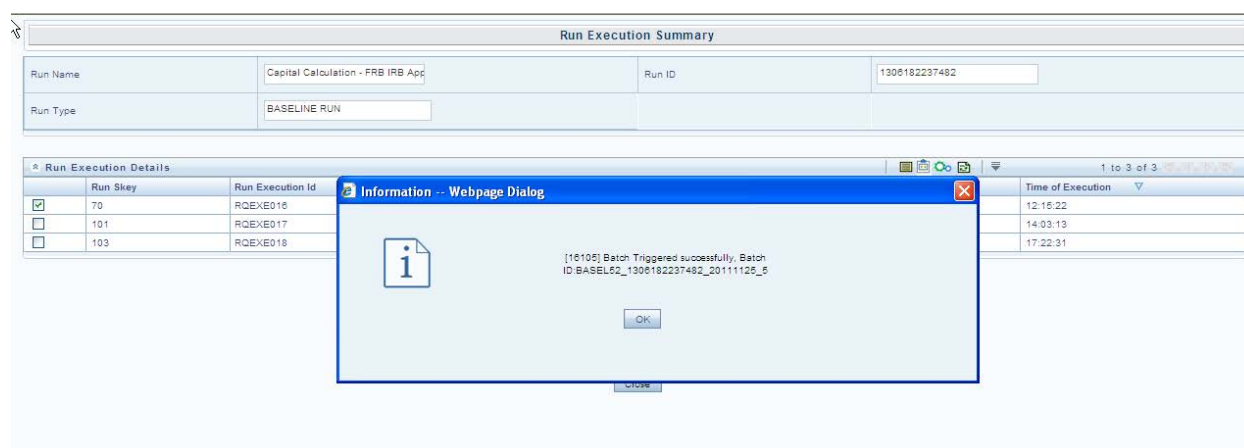 Run Execution Summary
Run Name
Capital Calculation - FRB IRB App
Run ID
1306182237482
Run Type
BASELINE RUN
Run Execution Details
1 to 3 of 3
Run Skey Run Execution Id Time of Execution
70 RQEXE016 12:15:22
101 RQEXE017 14:03:13
103 RQEXE018 17:22:31
Information -- Webpage Dialog
[16105] Batch Triggered successfully, Batch
ID:BASEL52_1306182237482_20111125_5
OK
Close